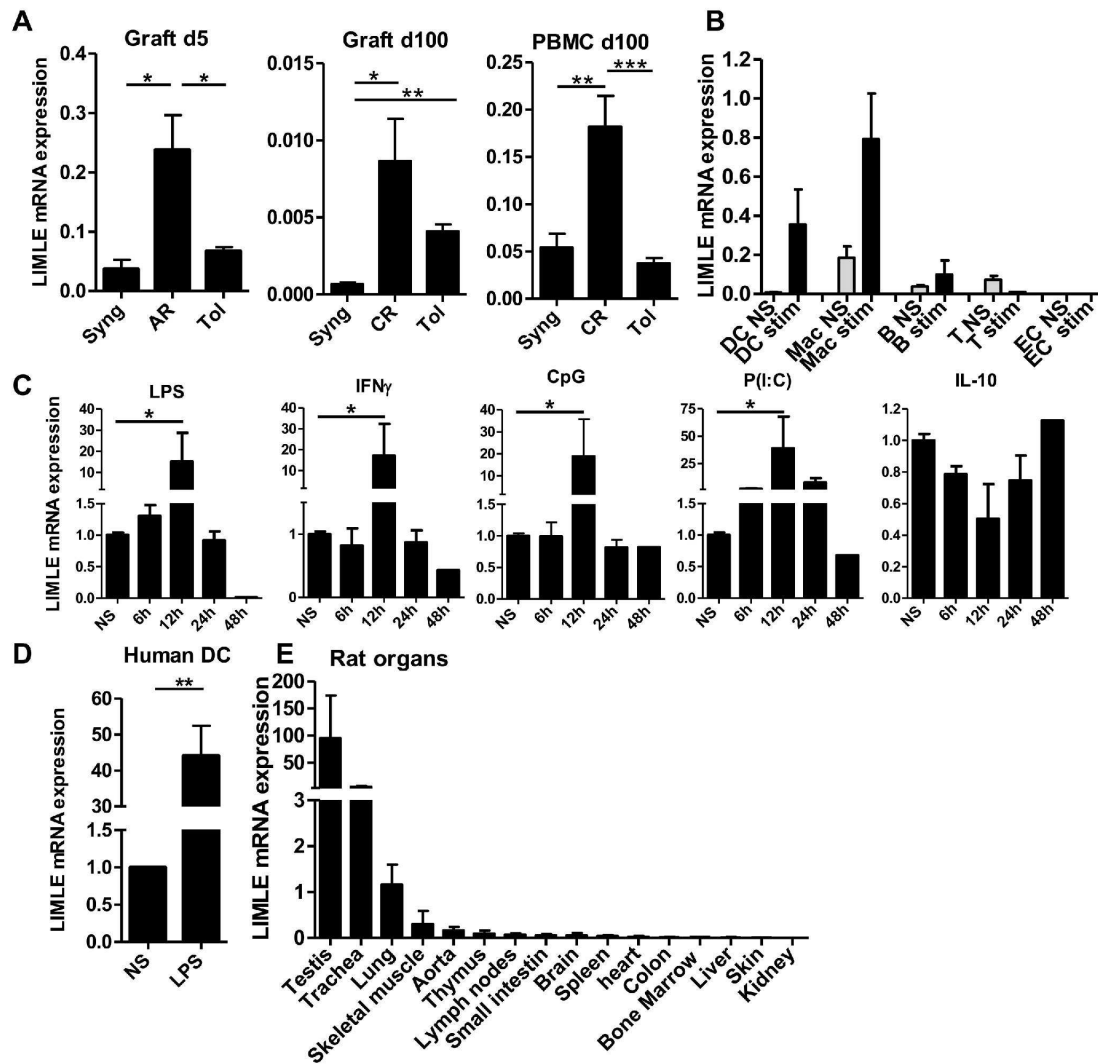 A
Graft d5
LIMLE mRNA expression
0.4
0.3
0.2
0.1
0.0
* *
Syng AR Tol
Graft d100
0.015
0.010
0.005
0.000
*
**
Syng CR Tol
PBMC d100
0.25
0.20
0.15
0.10
0.05
0.00
***
**
Syng CR Tol
B
LIMLE mRNA expression
1.2
1.0
0.8
0.6
0.4
0.2
0.0
DC NS
DC stim
Mac NS
Mac stim
B NS
B stim
T NS
T stim
EC NS
EC stim
C
LIMLE mRNA expression
LPS
40
30
20
10
1.5
1.0
0.5
0.0
*
NS 6h 12h 24h 48h
IFNγ
40
30
20
10
1.5
1.0
0.5
0.0
*
NS 6h 12h 24h 48h
CpG
40
30
20
10
1.5
1.0
0.5
0.0
*
NS 6h 12h 24h 48h
P(I:C)
75
50
25
1.5
1.0
0.5
0.0
*
NS 6h 12h 24h 48h
IL-10
1.2
1.0
0.8
0.6
0.4
0.2
0.0
NS 6h 12h 24h 48h
D
Human DC
LIMLE mRNA expression
60
50
40
30
1.5
1.0
0.5
0.0
**
NS LPS
E
Rat organs
LIMLE mRNA expression
200
150
100
50
3
2
1
0
Testis
Trachea
Lung
Skeletal muscle
Aorta
Thymus
Lymph nodes
Small intestin
Brain
Spleen
heart
Colon
Bone Marrow
Liver
Skin
Kidney